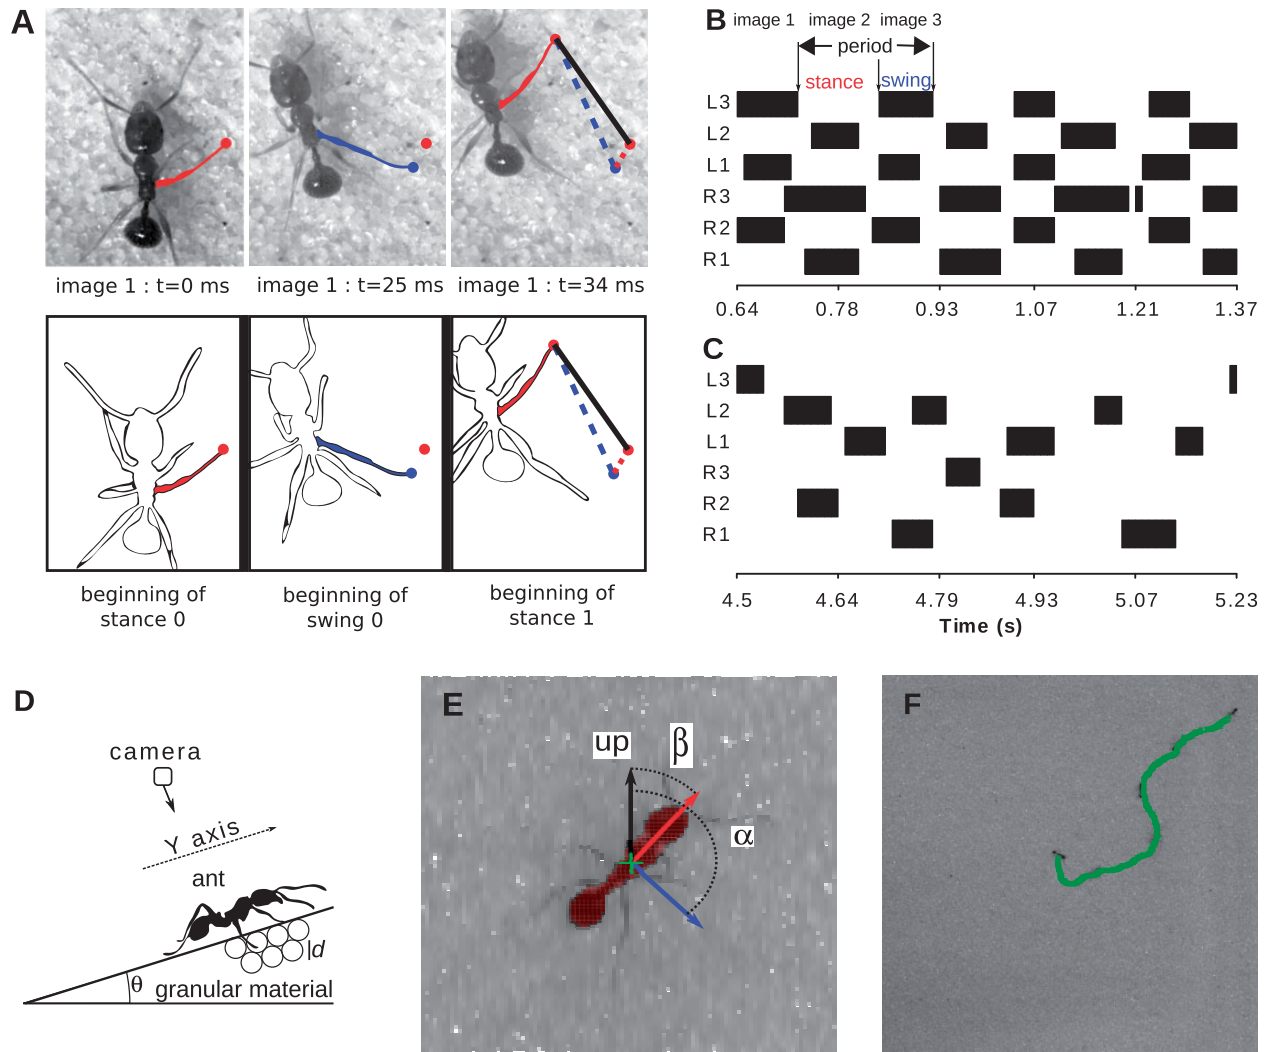 A
image 1 : t=0 ms
image 1 : t=25 ms
image 1 : t=34 ms
beginning of
stance 0
beginning of
swing 0
beginning of
stance 1
B
image 1
image 2
image 3
period
stance
swing
L3
L2
L1
R3
R2
R1
0.64
0.78
0.93
1.07
1.21
1.37
C
L3
L2
L1
R3
R2
R1
4.5
4.64
4.79
4.93
5.07
5.23
Time (s)
D
camera
Y axis
ant
d
θ
granular material
E
up
β
α
F